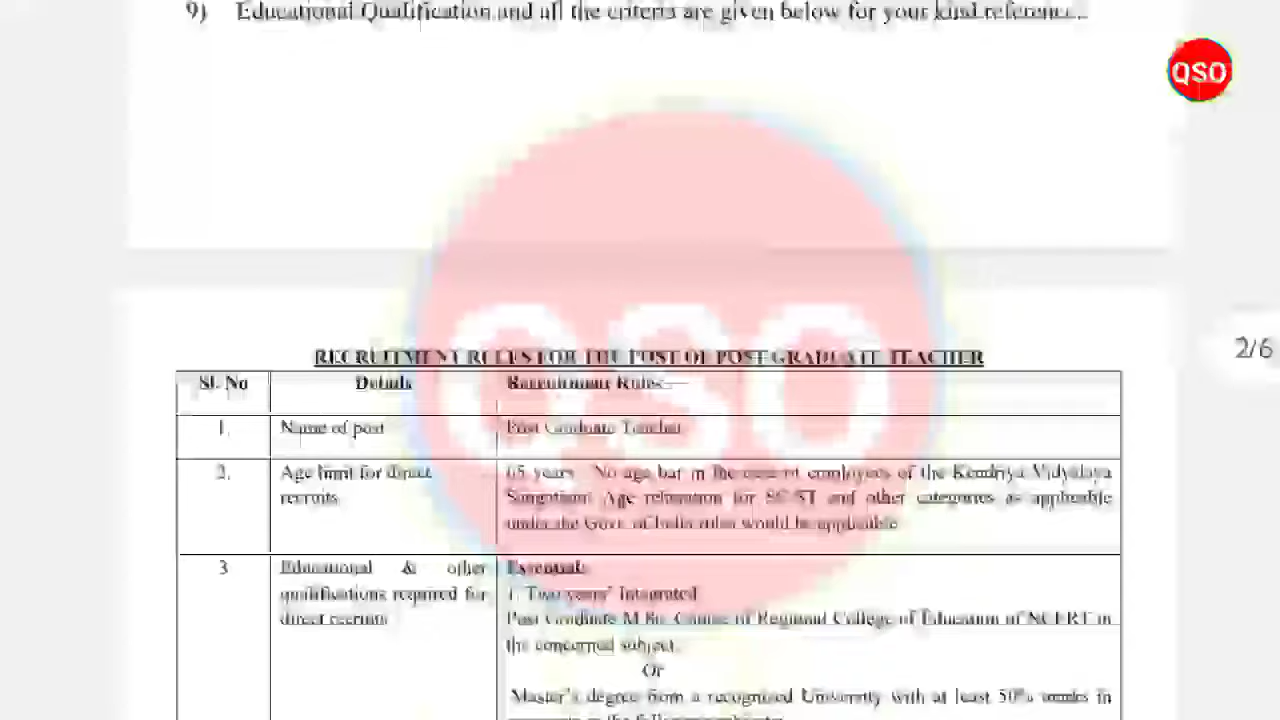 9) Educational Qualification and all the criteria are given below for your kind reference.
QSO
QSO
2/6
RECRUITMENT RULES FOR THE POST OF POST GRADUATE TEACHER
Sl. No Details Recruitment Rules
1. Name of post Post Graduate Teacher
2. Age limit for direct recruits
65 years. No age bar in the case of employees of the Kendriya Vidyalaya
Sangathan. Age relaxation for SC/ST and other categories as applicable
under the Govt. of India rules would be applicable
3 Educational & other qualifications required for direct recruits
Essential:
1. Two years' Integrated
Post Graduate M.Sc. Course of Regional College of Education of NCERT in
the concerned subject.
Or
Master's degree from a recognized University with at least 50% marks in